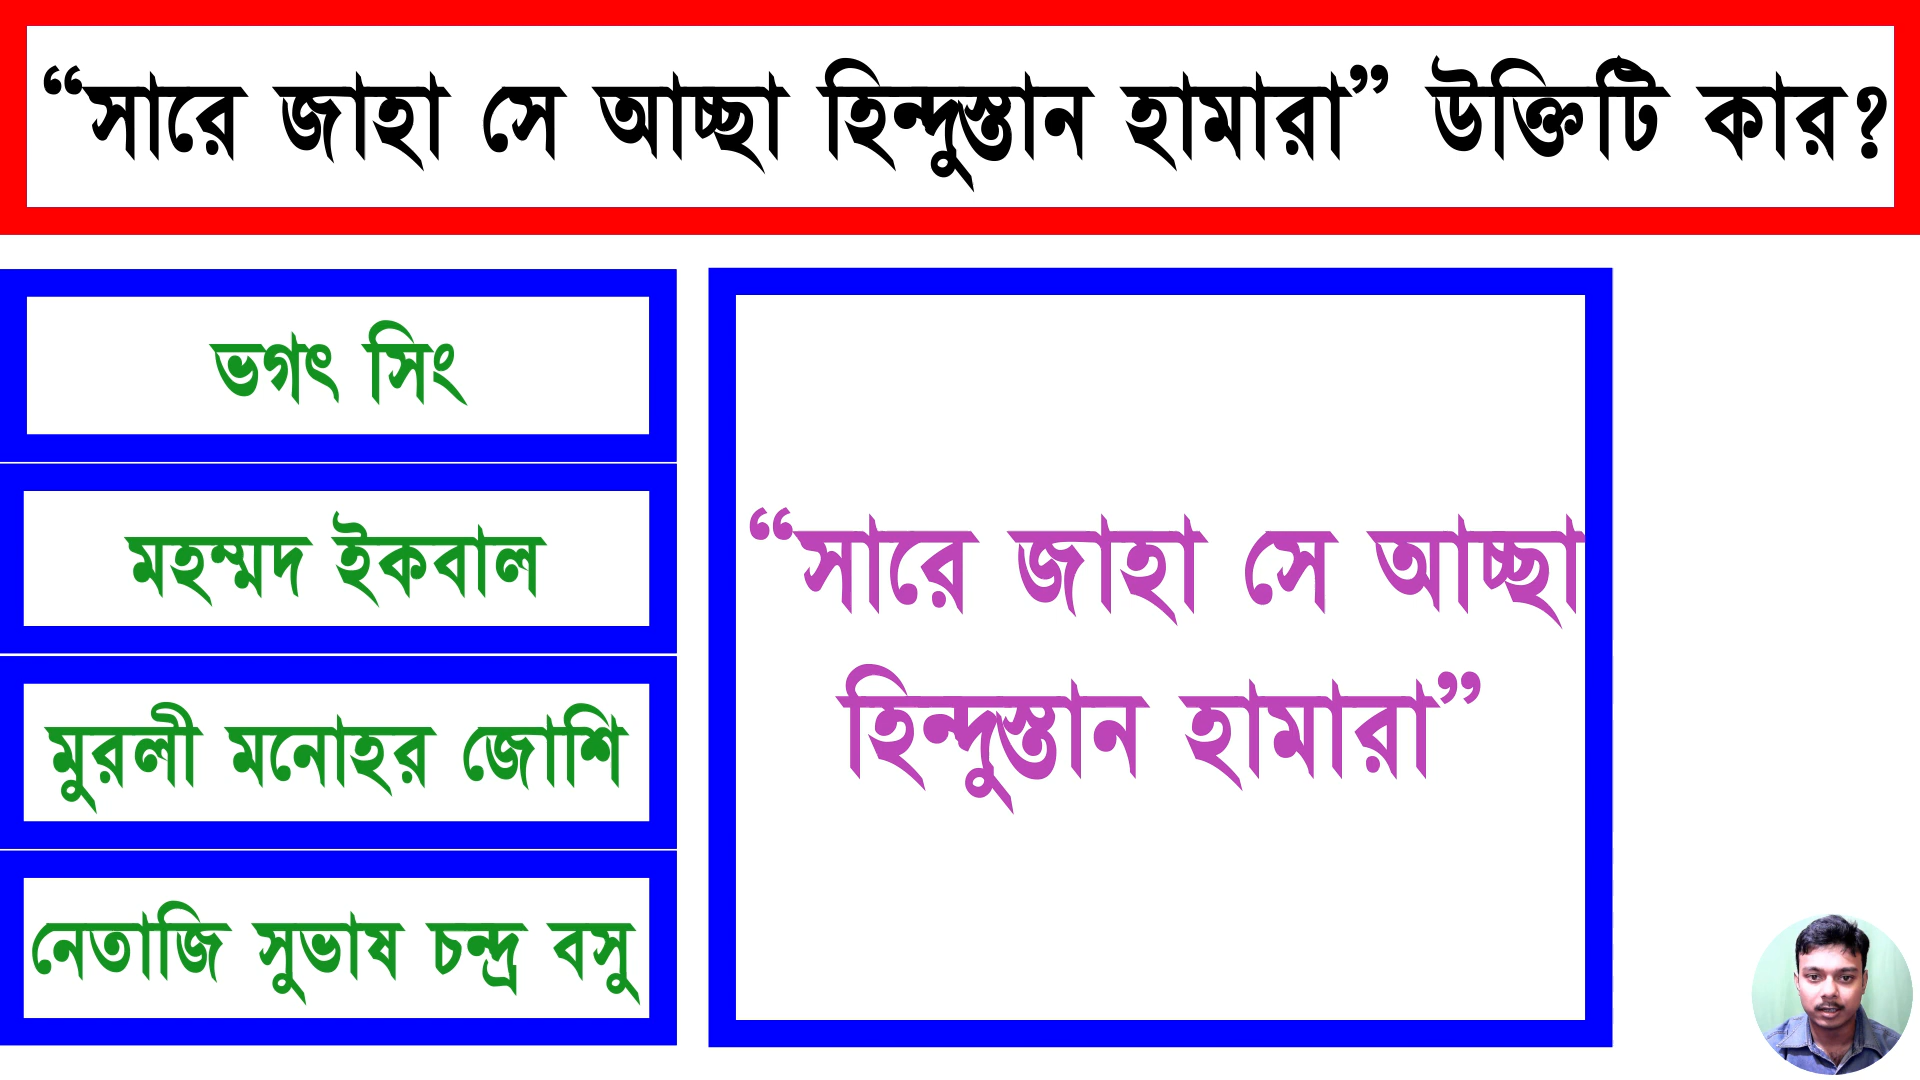 “সারে জাহা সে আচ্ছা হিন্দুস্তান হামারা” উক্তিটি কার?
ভগৎ সিং
মহম্মদ ইকবাল
মুরলী মনোহর জোশি
নেতাজি সুভাষ চন্দ্র বসু
“সারে জাহা সে আচ্ছা
হিন্দুস্তান হামারা”